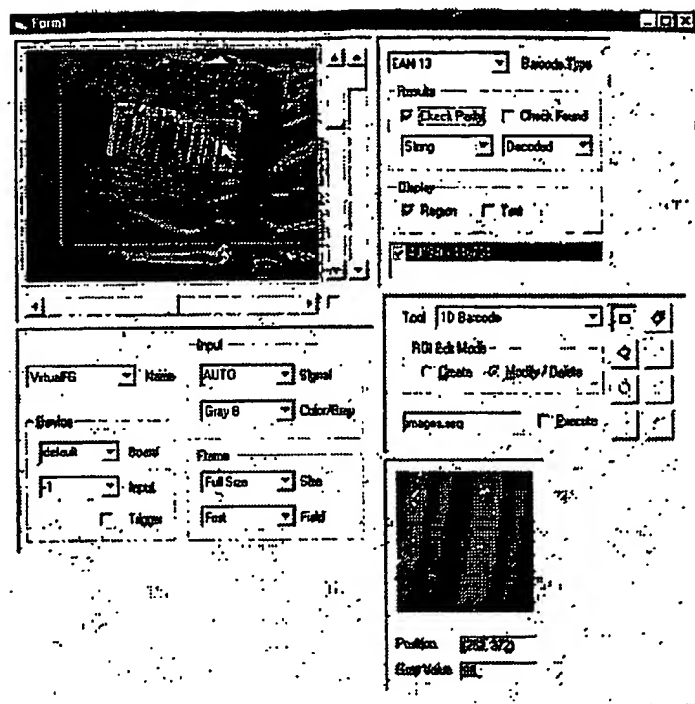 Form1
EAN 13 Barcode Type
Results
Check Parity Check Found
String Decoded
Display
Region Text
Tool 1D Barcode
ROI Edit Mode
Create Modify / Delete
images.seq Execute
Input
VirtualFG Name AUTO Signal
Gray 8 Color/Gray
Device
default Board
-1 Input
Trigger
Frame
Full Size Size
First Field
Position
Gray Value